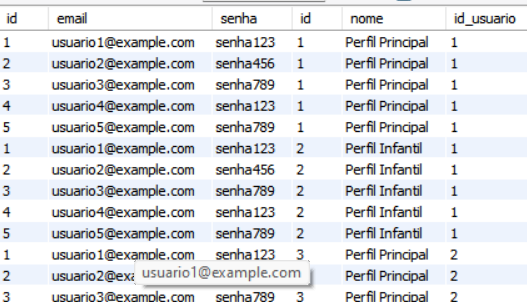 id email senha id nome id_usuario
1 usuario1@example.com senha123 1 Perfil Principal 1
2 usuario2@example.com senha456 1 Perfil Principal 1
3 usuario3@example.com senha789 1 Perfil Principal 1
4 usuario4@example.com senha123 1 Perfil Principal 1
5 usuario5@example.com senha789 1 Perfil Principal 1
1 usuario1@example.com senha123 2 Perfil Infantil 1
2 usuario2@example.com senha456 2 Perfil Infantil 1
3 usuario3@example.com senha789 2 Perfil Infantil 1
4 usuario4@example.com senha123 2 Perfil Infantil 1
5 usuario5@example.com senha789 2 Perfil Infantil 1
1 usuario1@example.com senha123 3 Perfil Principal 2
usuario1@example.com
2 usuario2@exa Perfil Principal 2
3 usuario3@example.com senha789 3 Perfil Principal 2